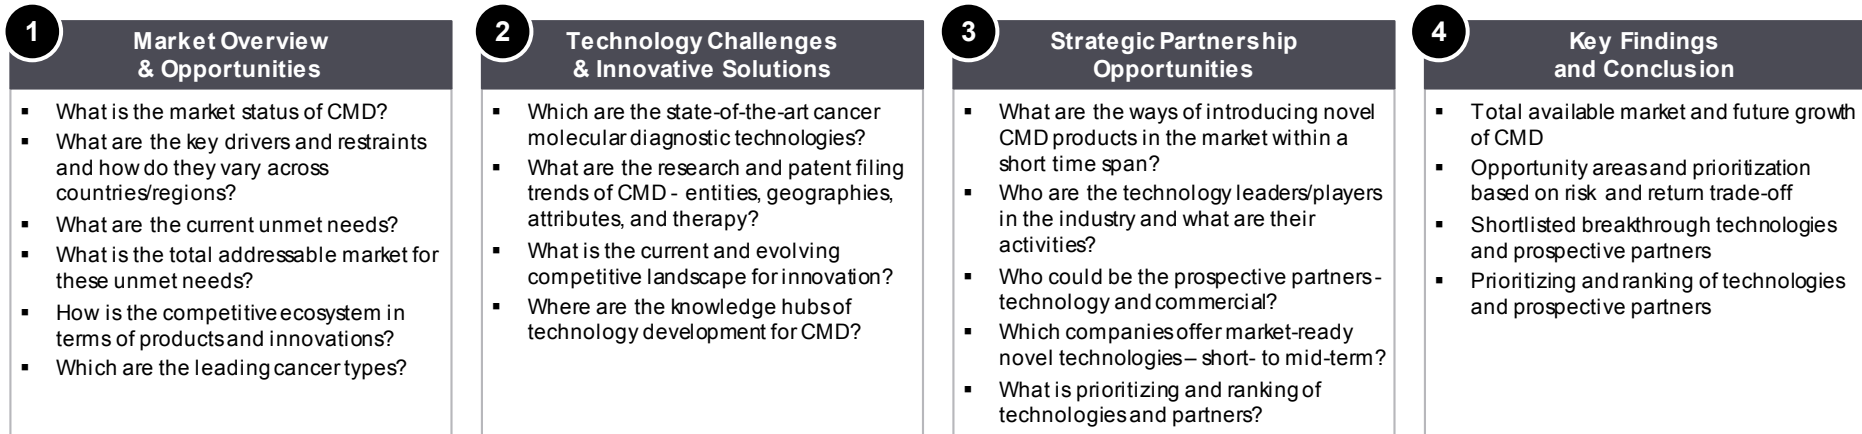 1
Market Overview
& Opportunities
▪ What is the market status of CMD?
▪ What are the key drivers and restraints
and how do they vary across
countries/regions?
▪ What are the current unmet needs?
▪ What is the total addressable market for
these unmet needs?
▪ How is the competitive ecosystem in
terms of products and innovations?
▪ Which are the leading cancer types?
2
Technology Challenges
& Innovative Solutions
▪ Which are the state-of-the-art cancer
molecular diagnostic technologies?
▪ What are the research and patent filing
trends of CMD - entities, geographies,
attributes, and therapy?
▪ What is the current and evolving
competitive landscape for innovation?
▪ Where are the knowledge hubs of
technology development for CMD?
3
Strategic Partnership
Opportunities
▪ What are the ways of introducing novel
CMD products in the market within a
short time span?
▪ Who are the technology leaders/players
in the industry and what are their
activities?
▪ Who could be the prospective partners -
technology and commercial?
▪ Which companies offer market-ready
novel technologies – short- to mid-term?
▪ What is prioritizing and ranking of
technologies and partners?
4
Key Findings
and Conclusion
▪ Total available market and future growth
of CMD
▪ Opportunity areas and prioritization
based on risk and return trade-off
▪ Shortlisted breakthrough technologies
and prospective partners
▪ Prioritizing and ranking of technologies
and prospective partners